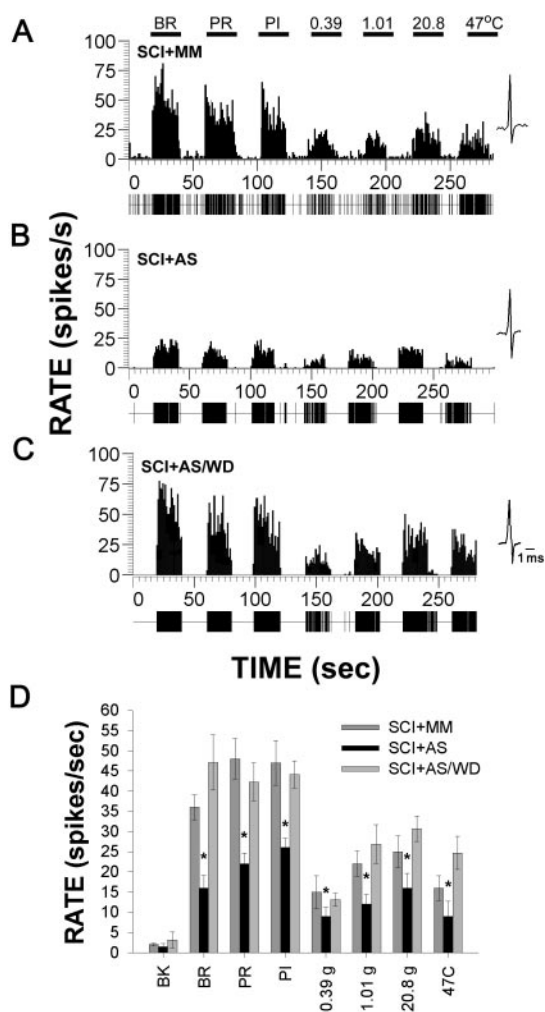 A
BR PR PI 0.39 1.01 20.8 47ºC
SCI+MM
100
75
50
25
0
0 50 100 150 200 250
B
SCI+AS
100
75
50
25
0
0 50 100 150 200 250
RATE (spikes/s)
C
SCI+AS/WD
100
75
50
25
0
0 50 100 150 200 250
1 ms
TIME (sec)
D
60
55
50
45
40
35
30
25
20
15
10
5
0
RATE (spikes/sec)
SCI+MM
SCI+AS
SCI+AS/WD
* * * * * * *
BK BR PR PI 0.39 g 1.01 g 20.8 g 47C